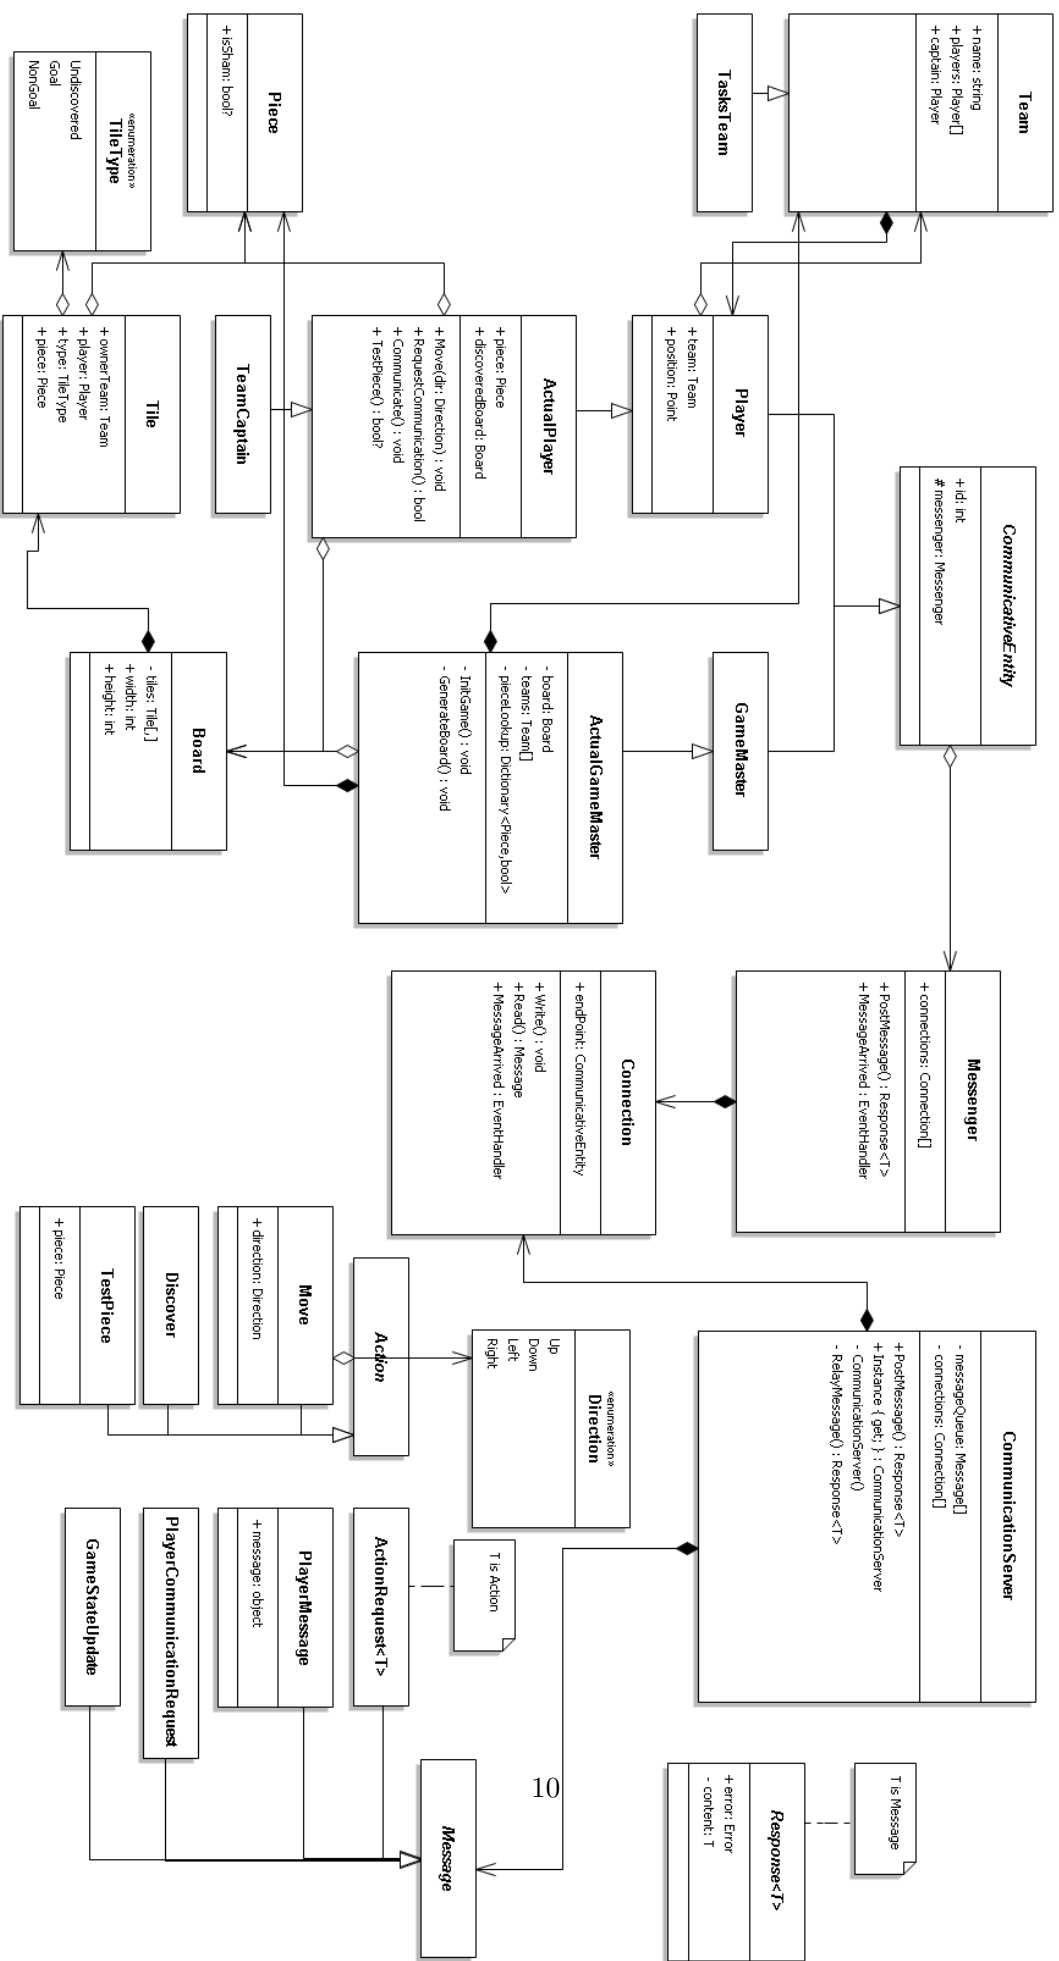 Team
+ name: string
+ players: Player[]
+ captain: Player
TasksTeam
Piece
+ isSham: bool?
«enumeration»
TileType
Undiscovered
Goal
NonGoal
CommunicativeEntity
+ id: int
# messenger: Messenger
Player
+ team: Team
+ position: Point
ActualPlayer
+ piece: Piece
+ discoveredBoard: Board
+ Move(dir: Direction) : void
+ RequestCommunication() : bool
+ Communicate() : void
+ TestPiece() : bool?
TeamCaptain
Tile
+ ownerTeam: Team
+ player: Player
+ type: TileType
+ piece: Piece
GameMaster
ActualGameMaster
- board: Board
- teams: Team[]
- pieceLookup: Dictionary<Piece,bool>
- InitGame() : void
- GenerateBoard() : void
Board
- tiles: Tile[,]
+ width: int
+ height: int
Messenger
+ connections: Connection[]
+ PostMessage() : Response<T>
+ MessageArrived : EventHandler
Connection
+ endPoint: CommunicativeEntity
+ Write() : void
+ Read() : Message
+ MessageArrived : EventHandler
CommunicationServer
- messageQueue: Message[]
- connections: Connection[]
+ PostMessage() : Response<T>
+ Instance { get; } : CommunicationServer
- CommunicationServer()
- RelayMessage() : Response<T>
«enumeration»
Direction
Up
Down
Left
Right
Action
Move
+ direction: Direction
Discover
TestPiece
+ piece: Piece
T is Action
ActionRequest<T>
PlayerMessage
+ message: object
PlayerCommunicationRequest
GameStateUpdate
T is Message
Response<T>
+ error: Error
- content: T
Message
10